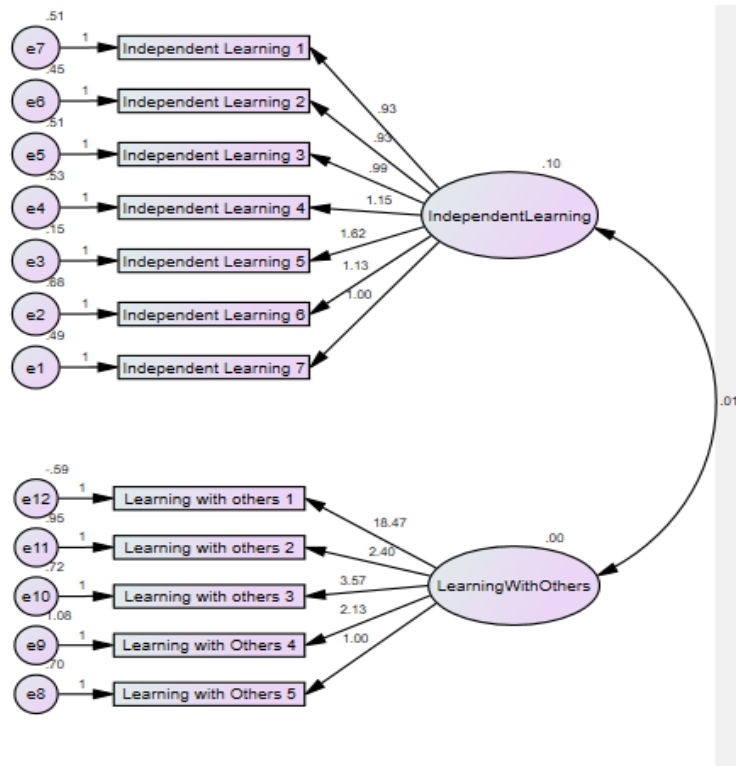 .51
e7 1 Independent Learning 1
.45
e6 1 Independent Learning 2
.93
.51
.93
e5 1 Independent Learning 3
.99
.10
.53
e4 1 Independent Learning 4
1.15
IndependentLearning
.15
1.62
e3 1 Independent Learning 5
1.13
.68
e2 1 Independent Learning 6
1.00
.49
e1 1 Independent Learning 7
.01
-.59
e12 1 Learning with others 1
18.47
.95
e11 1 Learning with others 2
2.40
.00
.72
3.57
LearningWithOthers
e10 1 Learning with others 3
2.13
1.08
e9 1 Learning with Others 4
1.00
.70
e8 1 Learning with Others 5